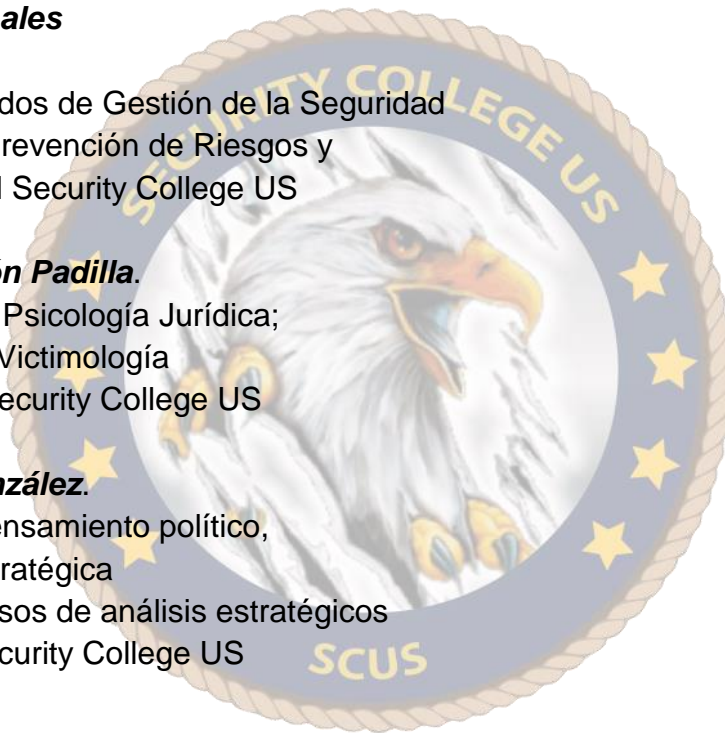 ales
dos de Gestión de la Seguridad
revención de Riesgos y
l Security College US
ón Padilla.
Psicología Jurídica;
Victimología
ecurity College US
nzález.
ensamiento político,
ratégica
sos de análisis estratégicos
curity College US
SECURITY COLLEGE US
SCUS